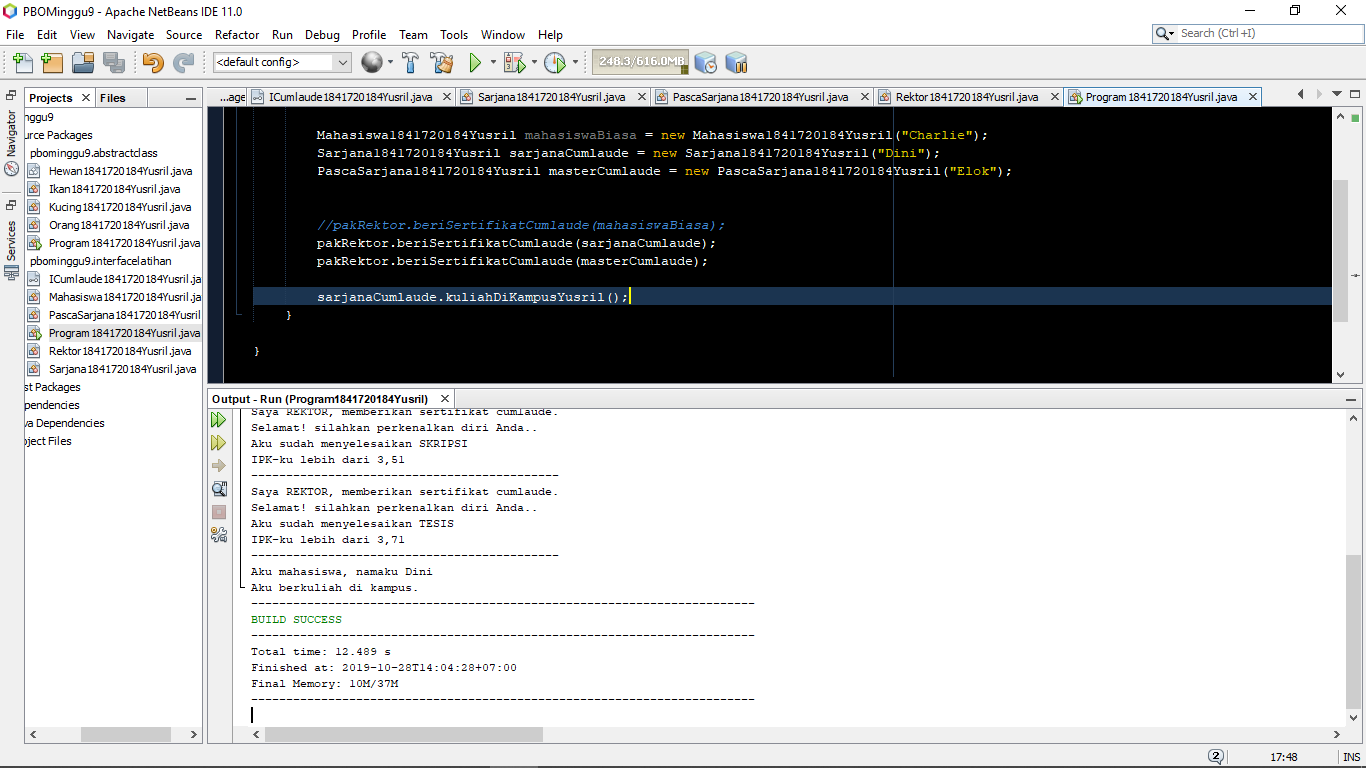 PBOMinggu9 - Apache NetBeans IDE 11.0
File Edit View Navigate Source Refactor Run Debug Profile Team Tools Window Help
Search (Ctrl+I)
<default config>
248.3/616.0MB
Projects
Files
Navigator
Services
nggu9
urce Packages
pbominggu9.abstractclass
Hewan1841720184Yusril.java
Ikan1841720184Yusril.java
Kucing1841720184Yusril.java
Orang1841720184Yusril.java
Program1841720184Yusril.java
pbominggu9.interfacelatihan
ICumlaude1841720184Yusril.ja
Mahasiswa1841720184Yusril.ja
PascaSarjana1841720184Yusril
Program1841720184Yusril.java
Rektor1841720184Yusril.java
Sarjana1841720184Yusril.java
st Packages
pendencies
va Dependencies
oject Files
...age
ICumlaude1841720184Yusril.java
Sarjana1841720184Yusril.java
PascaSarjana1841720184Yusril.java
Rektor1841720184Yusril.java
Program1841720184Yusril.java
Mahasiswa1841720184Yusril mahasiswaBiasa = new Mahasiswa1841720184Yusril("Charlie");
Sarjana1841720184Yusril sarjanaCumlaude = new Sarjana1841720184Yusril("Dini");
PascaSarjana1841720184Yusril masterCumlaude = new PascaSarjana1841720184Yusril("Elok");
//pakRektor.beriSertifikatCumlaude(mahasiswaBiasa);
pakRektor.beriSertifikatCumlaude(sarjanaCumlaude);
pakRektor.beriSertifikatCumlaude(masterCumlaude);
sarjanaCumlaude.kuliahDiKampusYusril();
}
}
Output - Run (Program1841720184Yusril)
Saya REKTOR, memberikan sertifikat cumlaude.
Selamat! silahkan perkenalkan diri Anda..
Aku sudah menyelesaikan SKRIPSI
IPK-ku lebih dari 3,51
--------------------------------------------
Saya REKTOR, memberikan sertifikat cumlaude.
Selamat! silahkan perkenalkan diri Anda..
Aku sudah menyelesaikan TESIS
IPK-ku lebih dari 3,71
--------------------------------------------
Aku mahasiswa, namaku Dini
Aku berkuliah di kampus.
------------------------------------------------------------------------
BUILD SUCCESS
------------------------------------------------------------------------
Total time: 12.489 s
Finished at: 2019-10-28T14:04:28+07:00
Final Memory: 10M/37M
------------------------------------------------------------------------
2
17:48
INS